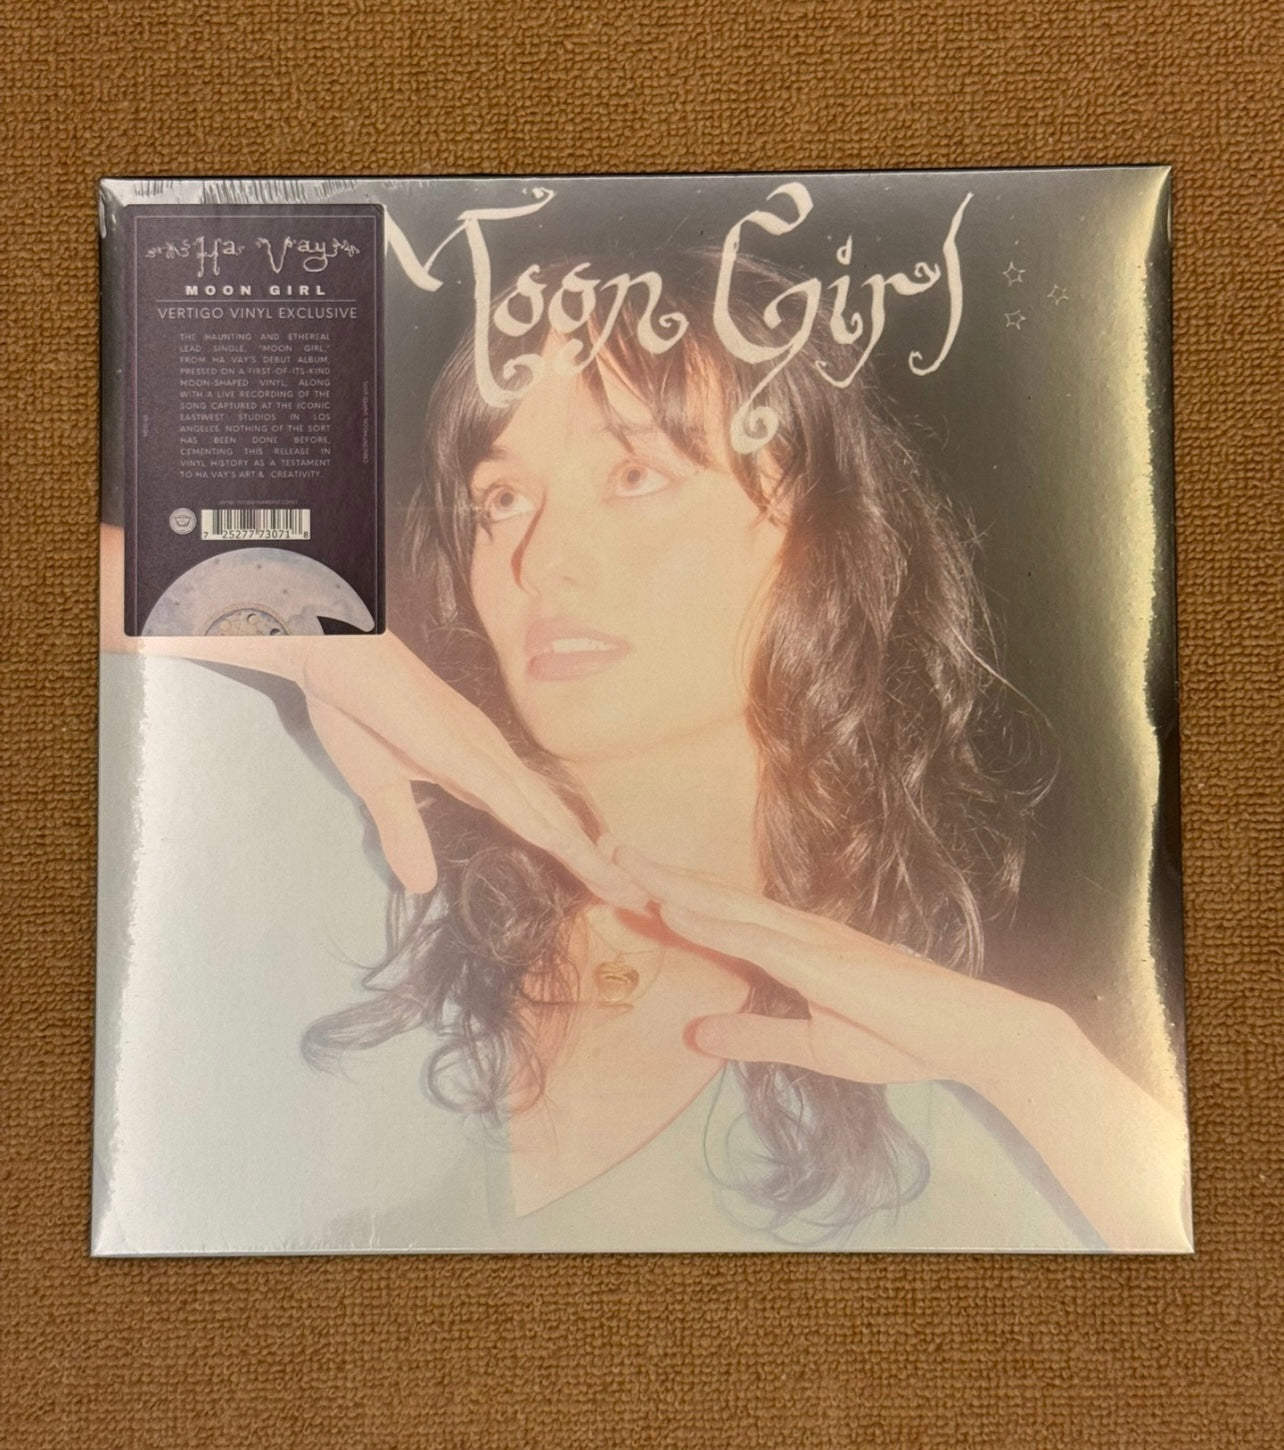 Moon Girl
Ha Vay
MOON GIRL
VERTIGO VINYL EXCLUSIVE
THE HAUNTING AND ETHEREAL
LEAD SINGLE, "MOON GIRL,"
FROM HA VAY'S DEBUT ALBUM,
PRESSED ON A FIRST-OF-ITS-KIND
MOON-SHAPED VINYL, ALONG
WITH A LIVE RECORDING OF THE
SONG CAPTURED AT THE ICONIC
EASTWEST STUDIOS IN LOS
ANGELES, NOTHING OF THE SORT
HAS BEEN DONE BEFORE,
CEMENTING THIS RELEASE IN
VINYL HISTORY AS A TESTAMENT
TO HA VAY'S ART & CREATIVITY.
7 25277 73071 8